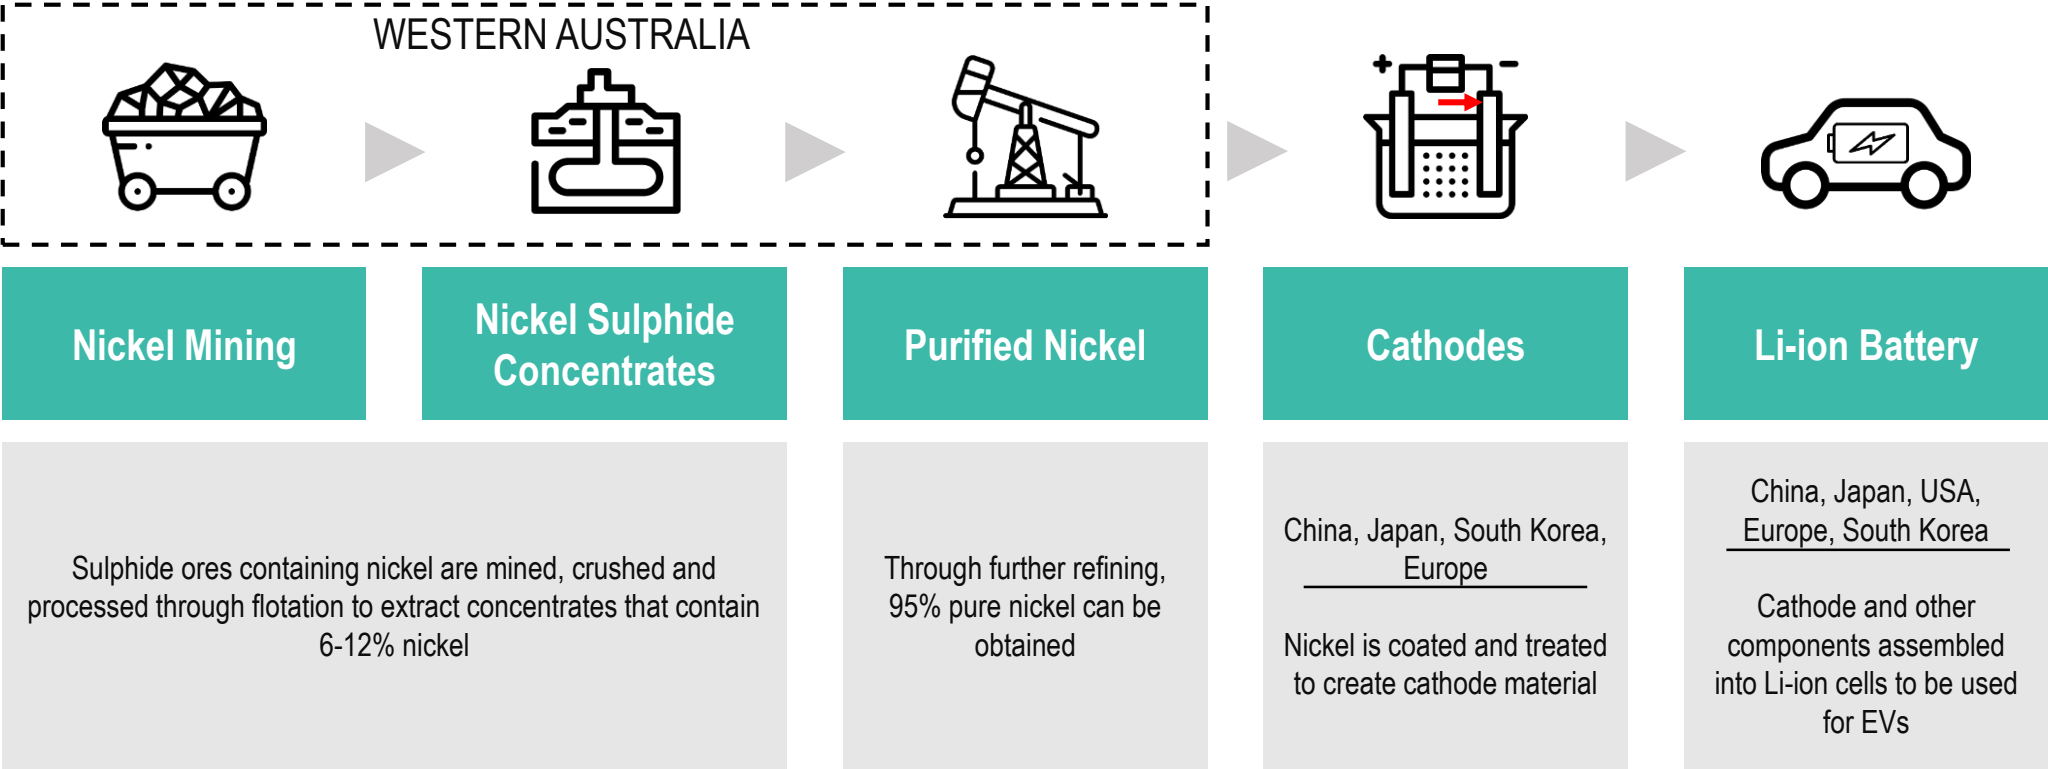 WESTERN AUSTRALIA
+ −
Nickel Mining
Nickel Sulphide
Concentrates
Purified Nickel
Cathodes
Li-ion Battery
Sulphide ores containing nickel are mined, crushed and
processed through flotation to extract concentrates that contain
6-12% nickel
Through further refining,
95% pure nickel can be
obtained
China, Japan, South Korea,
Europe
Nickel is coated and treated
to create cathode material
China, Japan, USA,
Europe, South Korea
Cathode and other
components assembled
into Li-ion cells to be used
for EVs